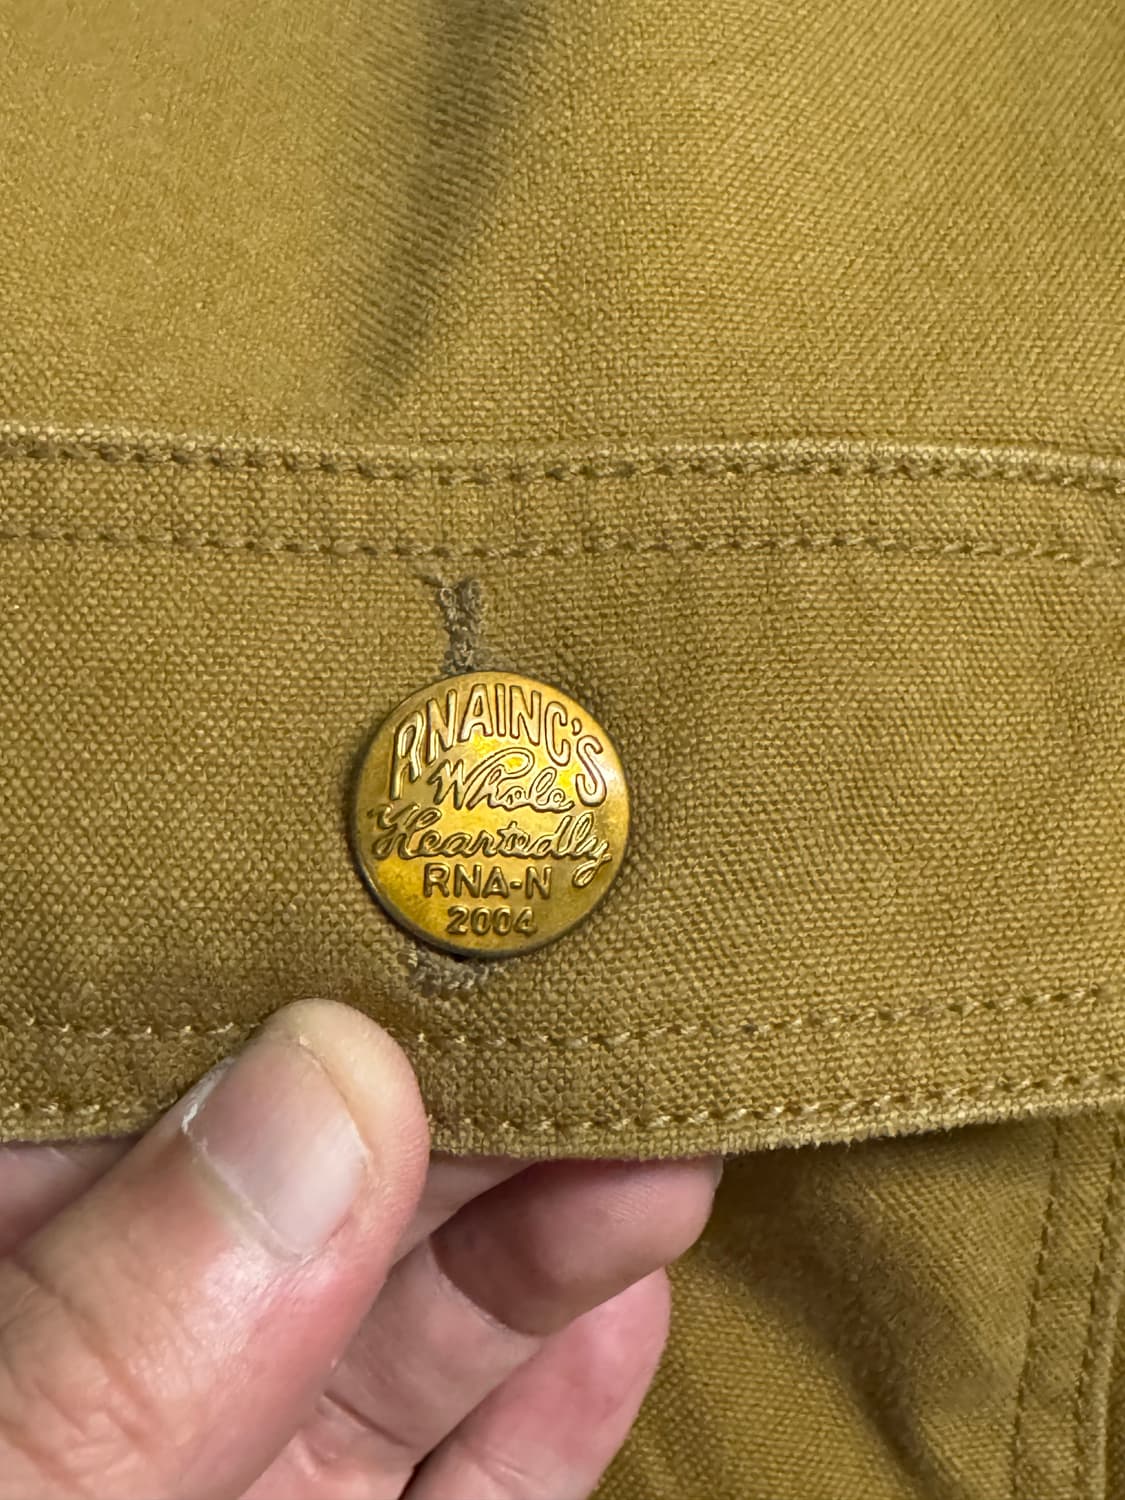 RNAINC'S
Whole
Heartedly
RNA-N
2004